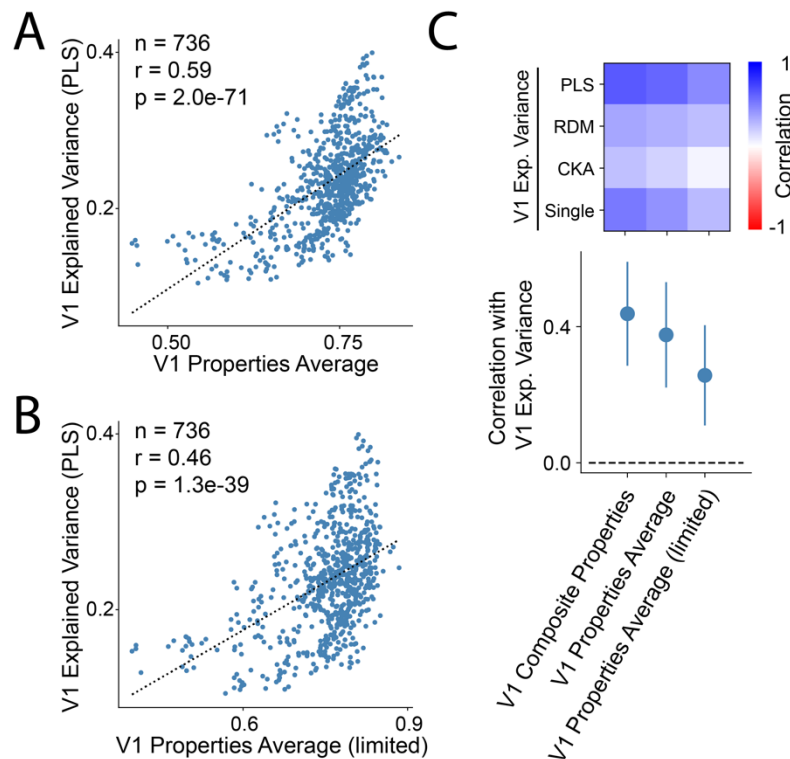 A
n = 736
r = 0.59
p = 2.0e-71
V1 Explained Variance (PLS)
0.4
0.2
0.50
0.75
V1 Properties Average
B
n = 736
r = 0.46
p = 1.3e-39
V1 Explained Variance (PLS)
0.4
0.2
0.6
0.9
V1 Properties Average (limited)
C
V1 Exp. Variance
PLS
RDM
CKA
Single
1
-1
Correlation
Correlation with
V1 Exp. Variance
0.4
0.0
V1 Composite Properties
V1 Properties Average
V1 Properties Average (limited)